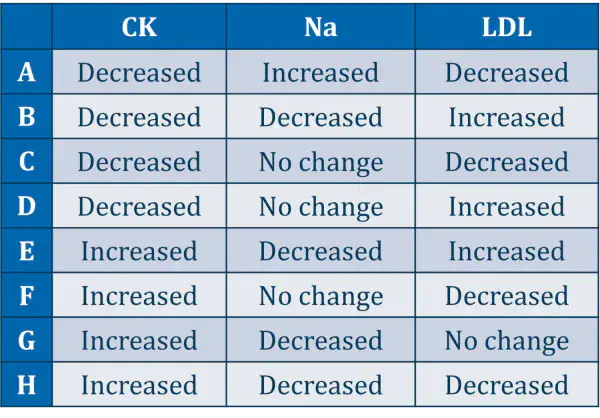 CK Na LDL
A Decreased Increased Decreased
B Decreased Decreased Increased
C Decreased No change Decreased
D Decreased No change Increased
E Increased Decreased Increased
F Increased No change Decreased
G Increased Decreased No change
H Increased Decreased Decreased